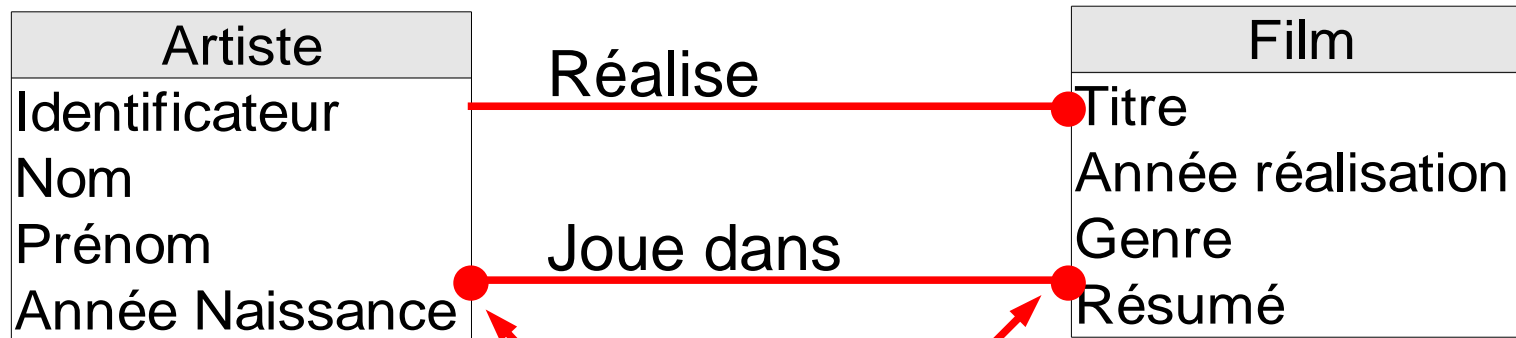 Artiste
Identificateur
Nom
Prénom
Année Naissance
Réalise
Joue dans
Film
Titre
Année réalisation
Genre
Résumé